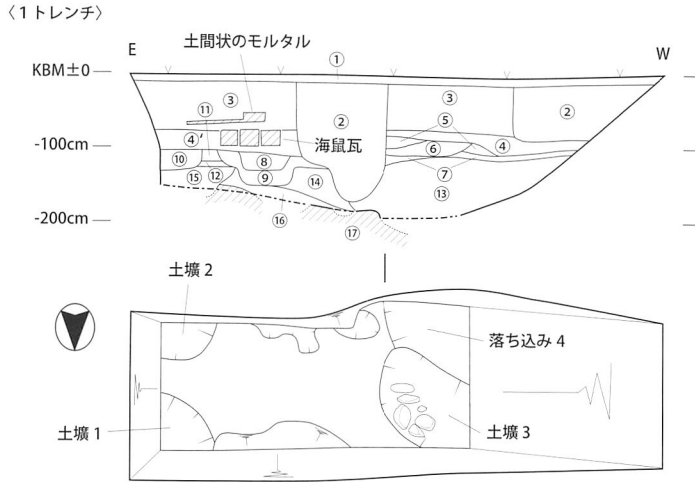 〈1トレンチ〉
土間状のモルタル
E
W
KBM±0
①
③
⑪
②
③
②
⑤
-100cm
④'
海鼠瓦
⑥
④
⑩
⑧
⑦
⑮
⑫
⑨
⑭
⑬
-200cm
⑯
⑰
土壙2
落ち込み4
土壙1
土壙3